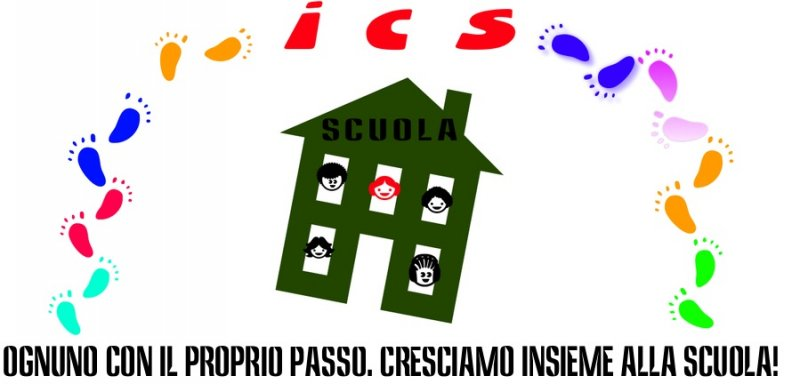 ics
SCUOLA
OGNUNO CON IL PROPRIO PASSO, CRESCIAMO INSIEME ALLA SCUOLA!